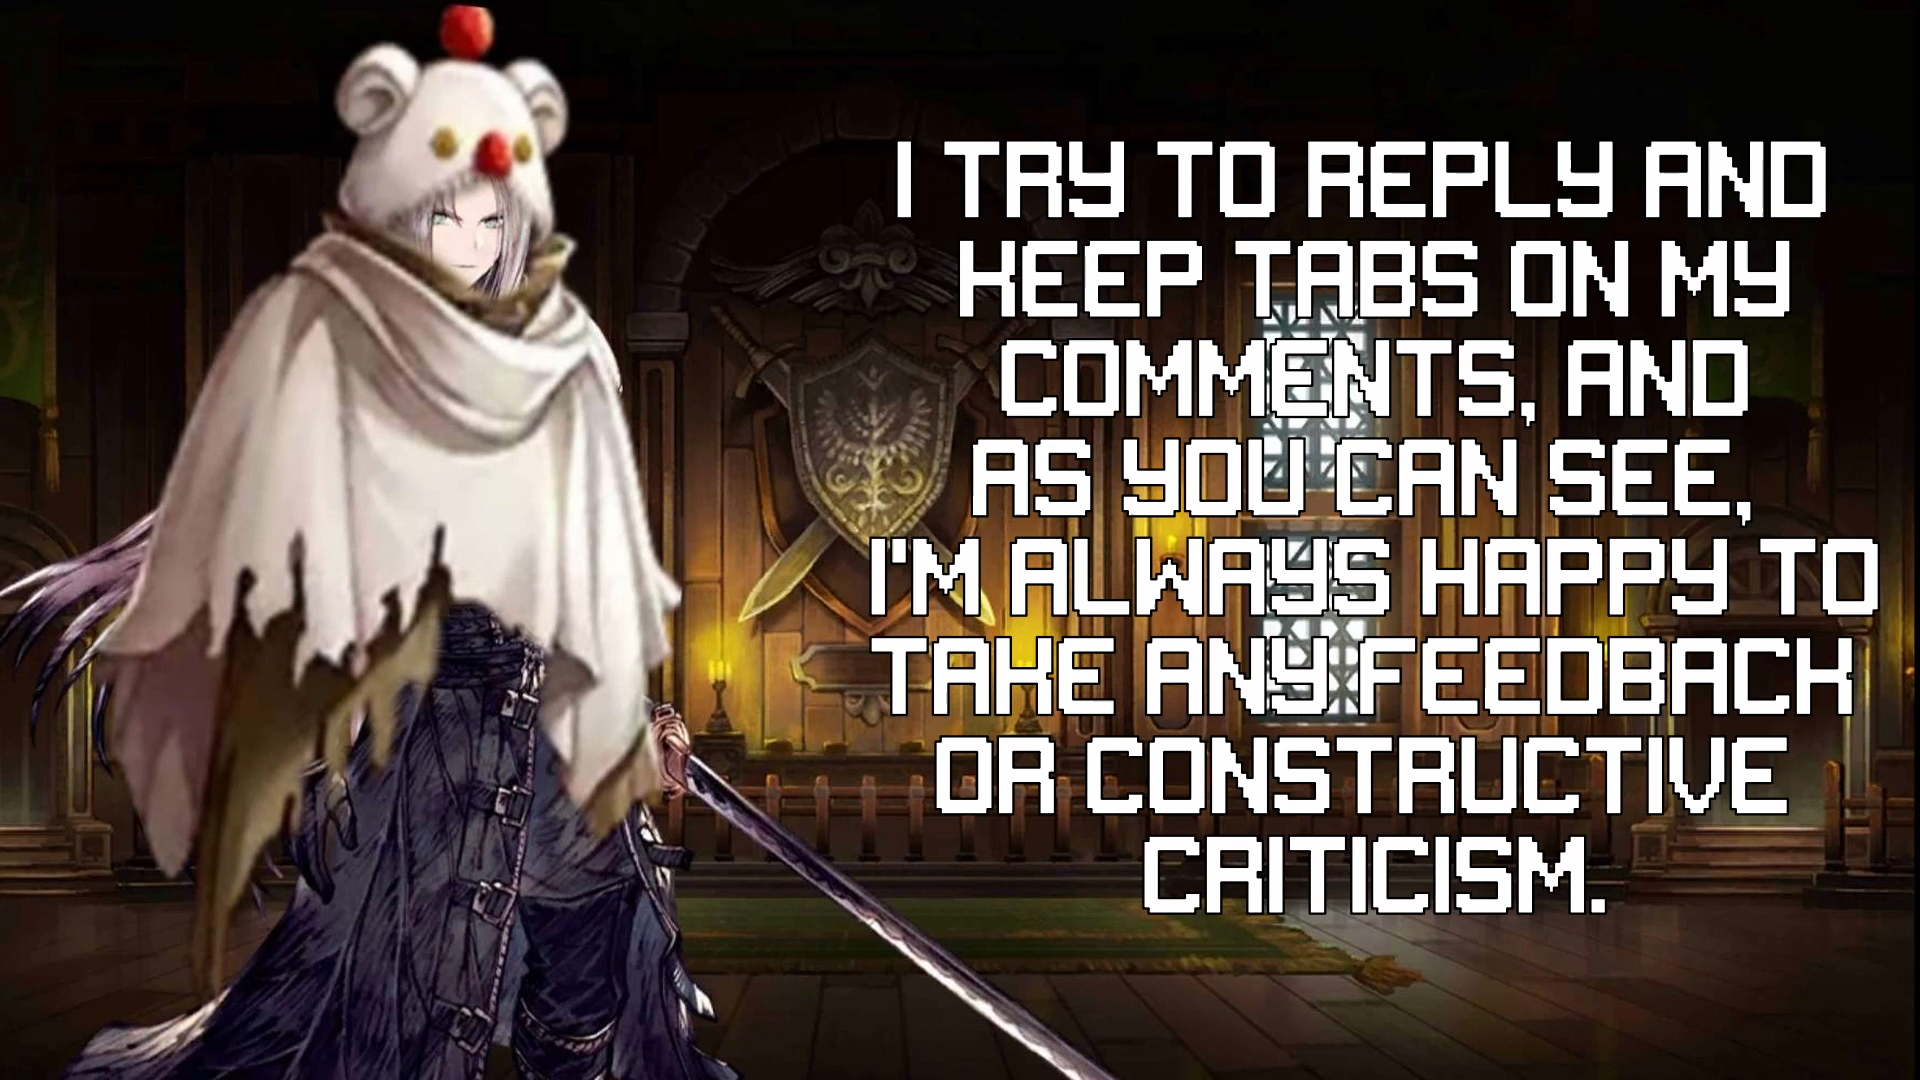 I TRY TO REPLY AND
KEEP TABS ON MY
COMMENTS, AND
AS YOU CAN SEE,
I'M ALWAYS HAPPY TO
TAKE ANY FEEDBACK
OR CONSTRUCTIVE
CRITICISM.